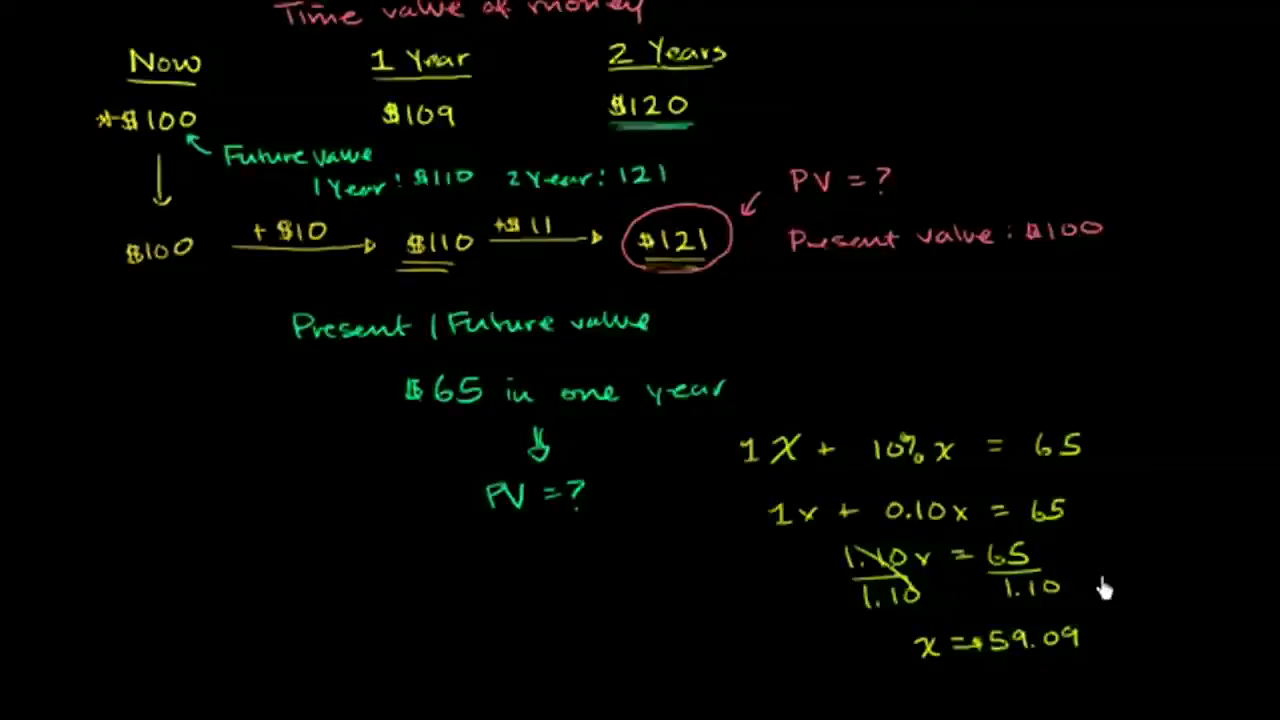 Time value of money
Now 1 Year 2 Years
$100 $109 $120
Future value
1 Year: $110 2 Year: 121
PV = ?
$100 + $10 $110 +$11 $121
Present value: $100
Present / Future value
$65 in one year
PV = ?
1X + 10% x = 65
1x + 0.10x = 65
1.10x = 65
1.10 1.10
x = 59.09